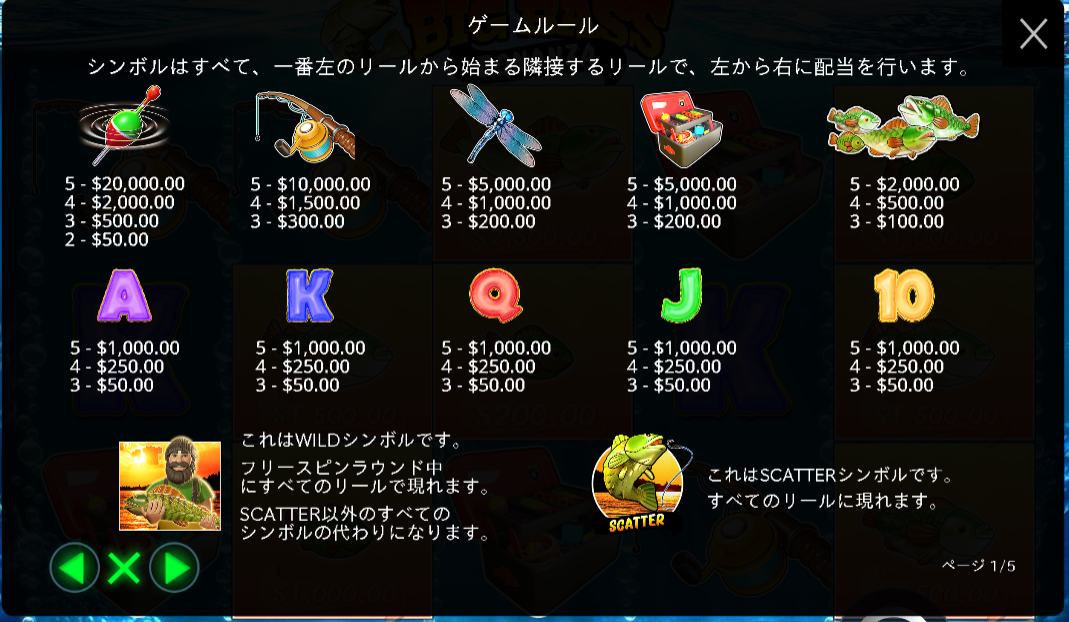 ゲームルール
シンボルはすべて、一番左のリールから始まる隣接するリールで、左から右に配当を行います。
5 - $20,000.00
4 - $2,000.00
3 - $500.00
2 - $50.00
5 - $10,000.00
4 - $1,500.00
3 - $300.00
5 - $5,000.00
4 - $1,000.00
3 - $200.00
5 - $5,000.00
4 - $1,000.00
3 - $200.00
5 - $2,000.00
4 - $500.00
3 - $100.00
A
5 - $1,000.00
4 - $250.00
3 - $50.00
K
5 - $1,000.00
4 - $250.00
3 - $50.00
Q
5 - $1,000.00
4 - $250.00
3 - $50.00
J
5 - $1,000.00
4 - $250.00
3 - $50.00
10
5 - $1,000.00
4 - $250.00
3 - $50.00
これはWILDシンボルです。
フリースピンラウンド中
にすべてのリールで現れます。
SCATTER以外のすべての
シンボルの代わりになります。
SCATTER
これはSCATTERシンボルです。
すべてのリールに現れます。
ページ 1/5